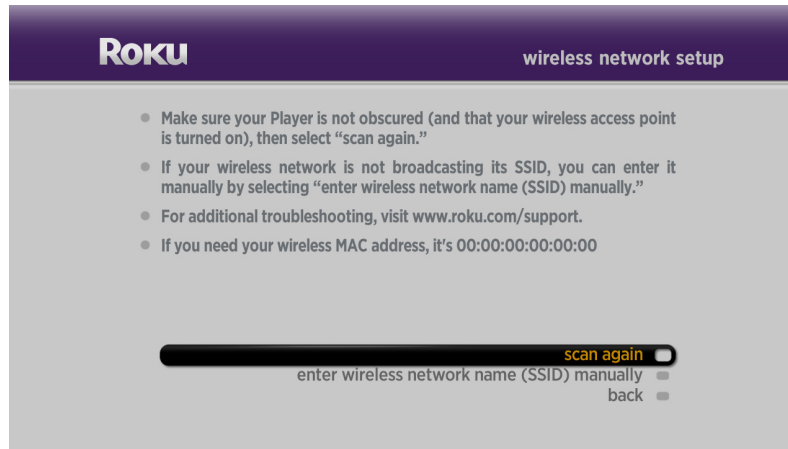 ROKU
wireless network setup
Make sure your Player is not obscured (and that your wireless access point
is turned on), then select “scan again.”
If your wireless network is not broadcasting its SSID, you can enter it
manually by selecting “enter wireless network name (SSID) manually.”
For additional troubleshooting, visit www.roku.com/support.
If you need your wireless MAC address, it's 00:00:00:00:00:00
scan again
enter wireless network name (SSID) manually
back